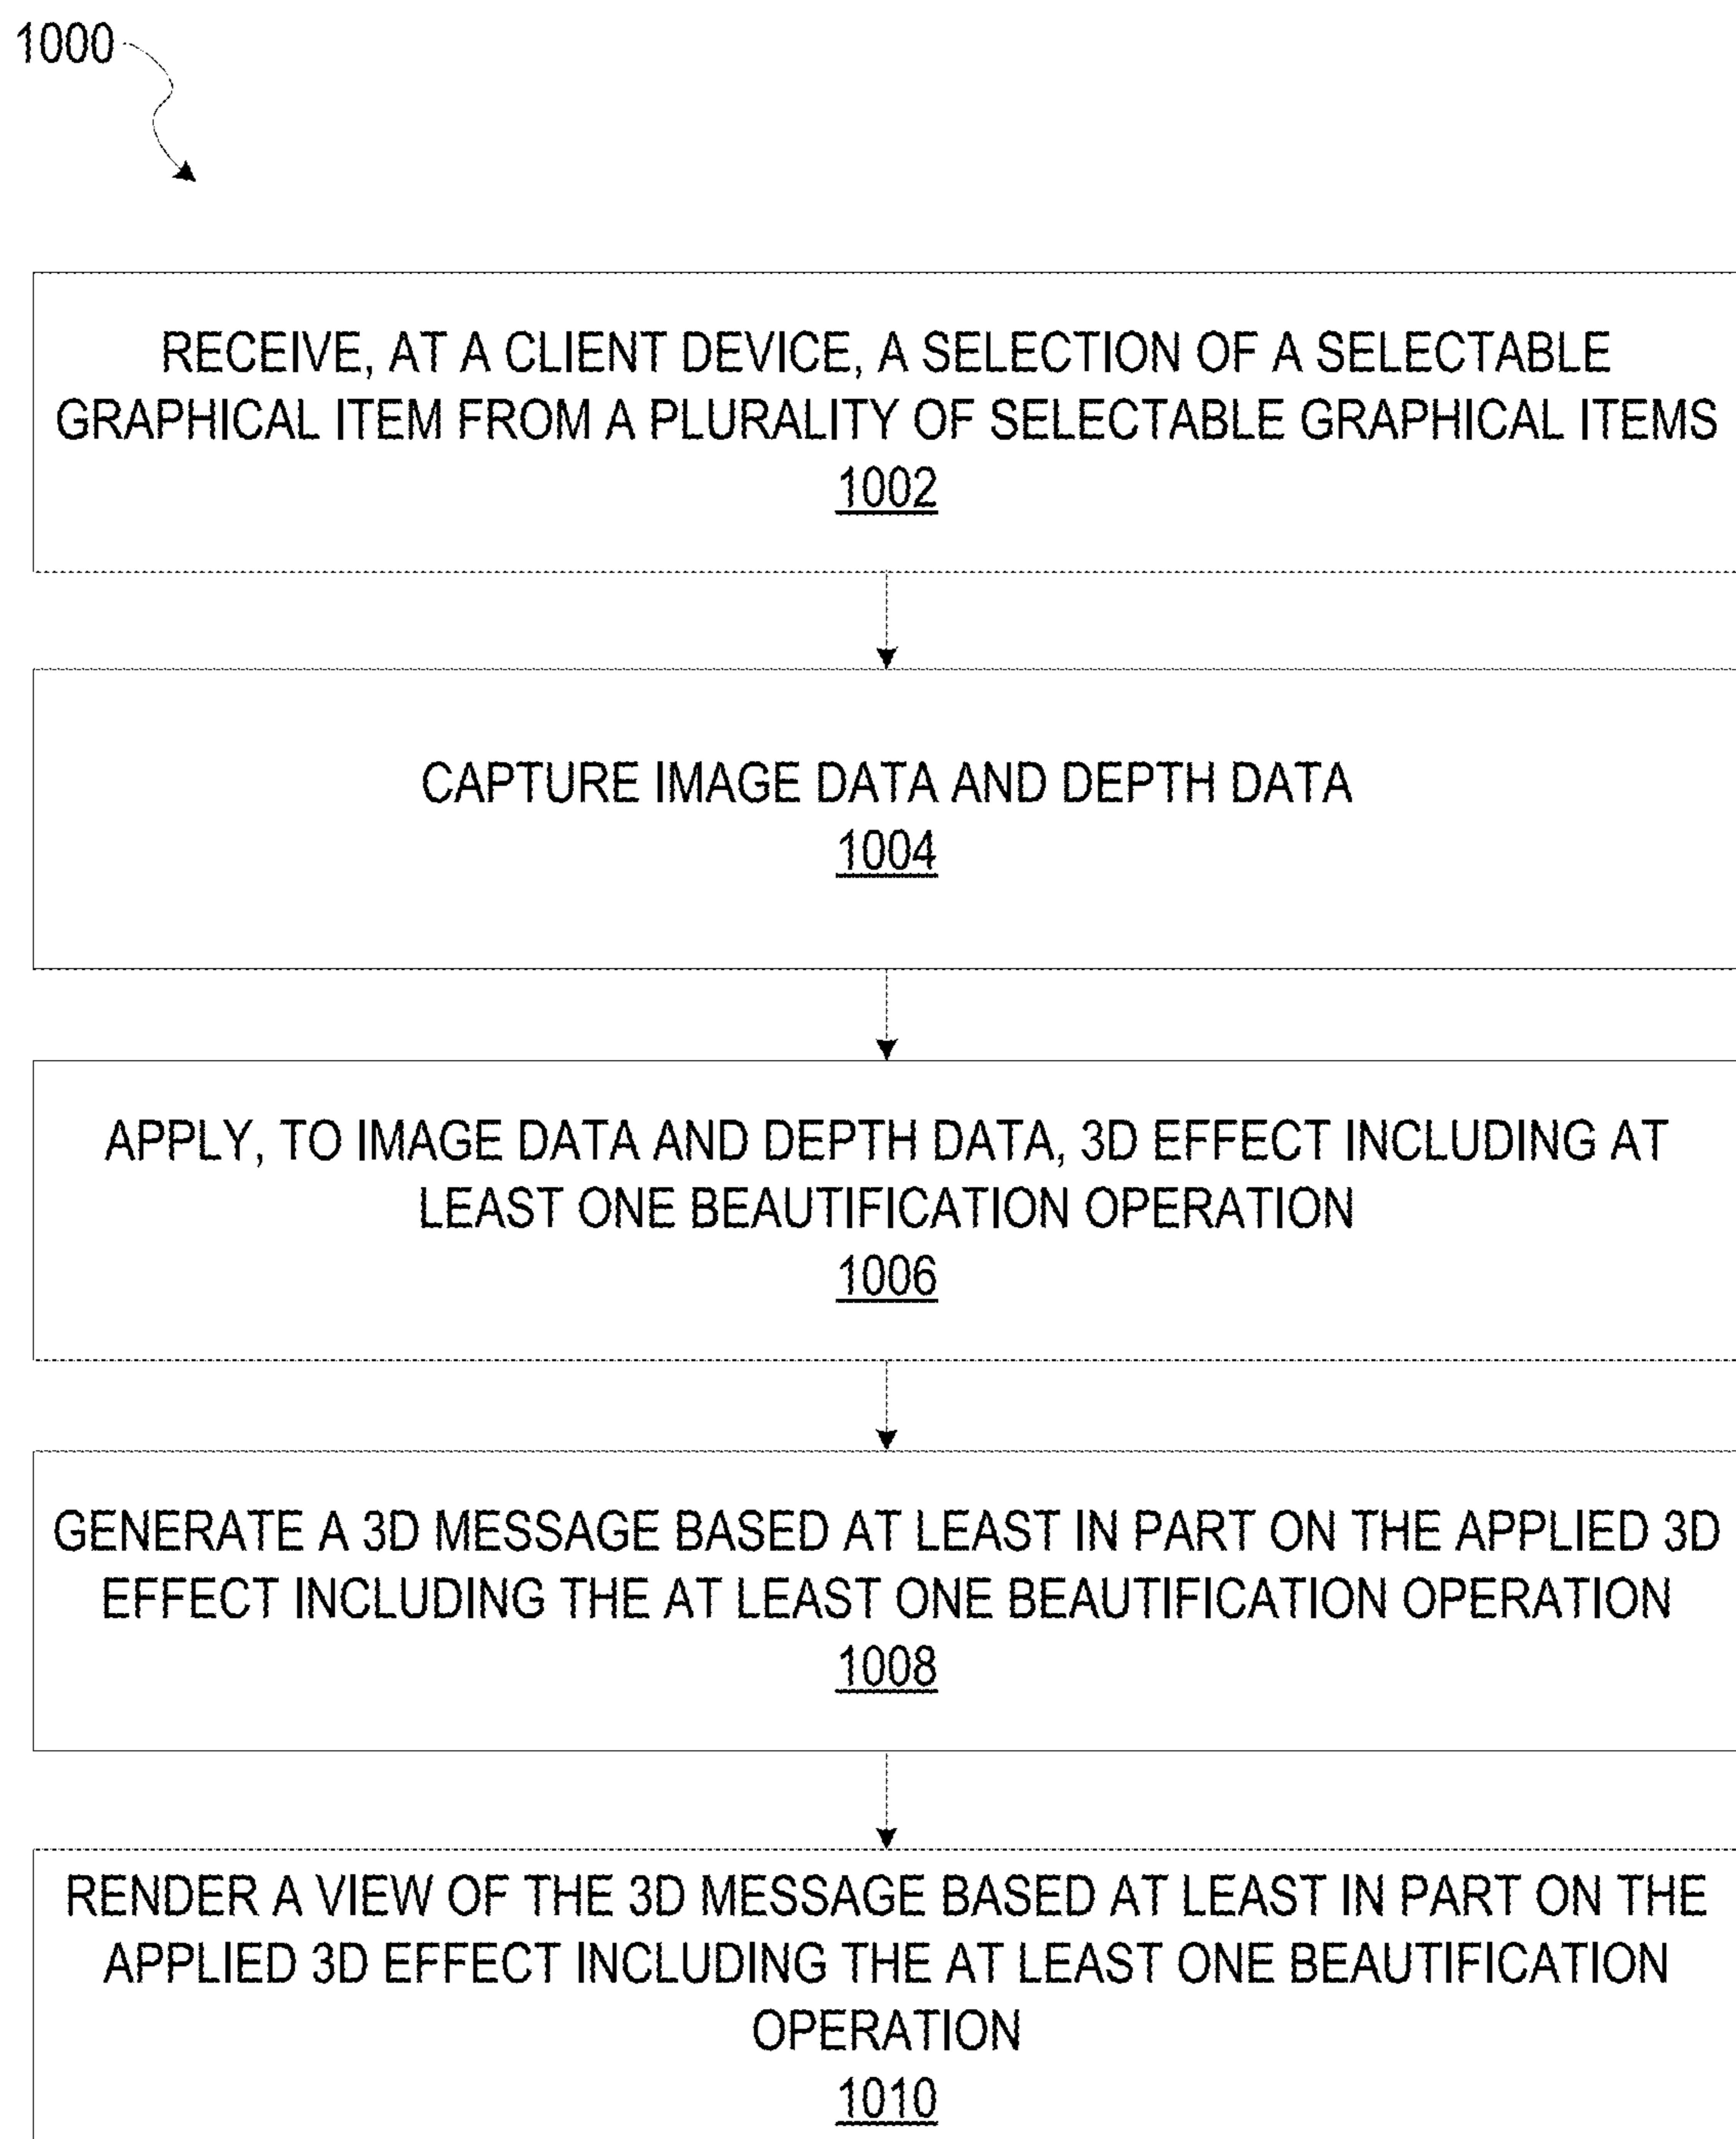 1000
RECEIVE, AT A CLIENT DEVICE, A SELECTION OF A SELECTABLE
GRAPHICAL ITEM FROM A PLURALITY OF SELECTABLE GRAPHICAL ITEMS
1002
CAPTURE IMAGE DATA AND DEPTH DATA
1004
APPLY, TO IMAGE DATA AND DEPTH DATA, 3D EFFECT INCLUDING AT
LEAST ONE BEAUTIFICATION OPERATION
1006
GENERATE A 3D MESSAGE BASED AT LEAST IN PART ON THE APPLIED 3D
EFFECT INCLUDING THE AT LEAST ONE BEAUTIFICATION OPERATION
1008
RENDER A VIEW OF THE 3D MESSAGE BASED AT LEAST IN PART ON THE
APPLIED 3D EFFECT INCLUDING THE AT LEAST ONE BEAUTIFICATION
OPERATION
1010